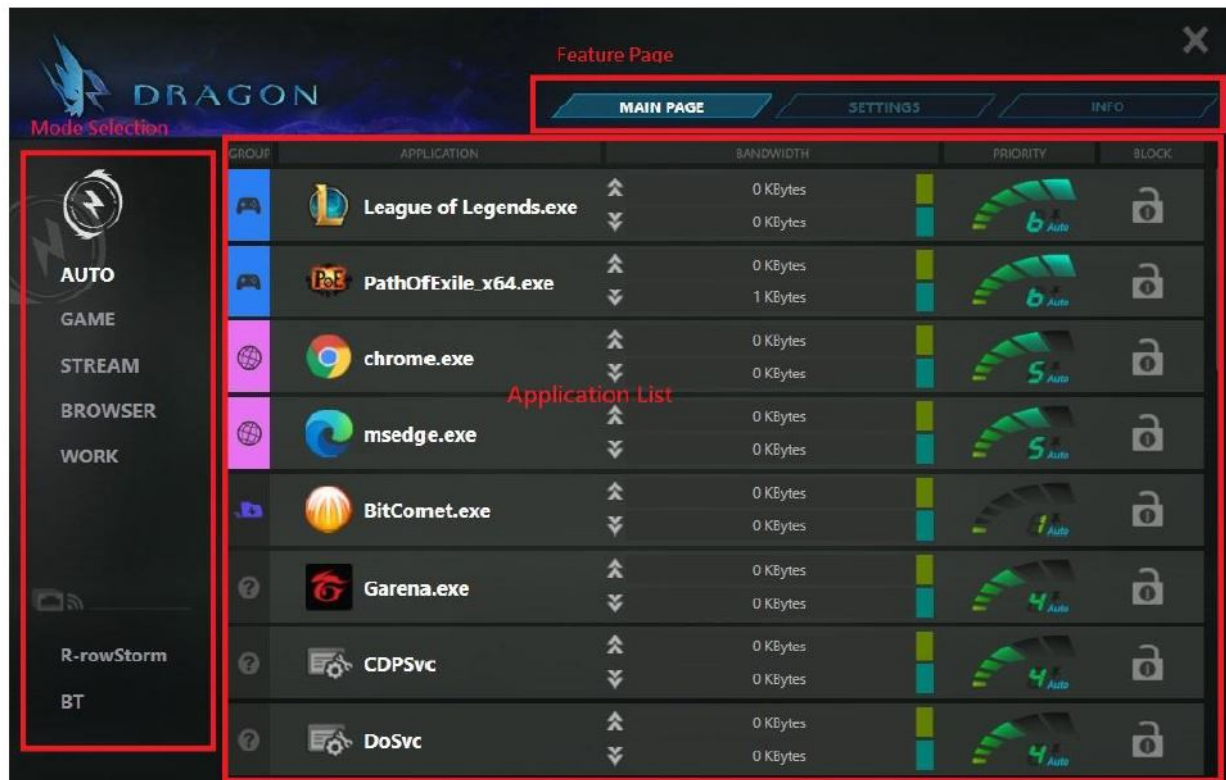 Feature Page
DRAGON
MAIN PAGE SETTINGS INFO
Mode Selection
GROUP APPLICATION BANDWIDTH PRIORITY BLOCK
AUTO
GAME
STREAM
BROWSER
WORK
R-rowStorm
BT
League of Legends.exe
0 KBytes
0 KBytes
6 Auto
PoE
PathOfExile_x64.exe
0 KBytes
1 KBytes
6 Auto
chrome.exe
0 KBytes
0 KBytes
5 Auto
Application List
msedge.exe
0 KBytes
0 KBytes
5 Auto
BitComet.exe
0 KBytes
0 KBytes
1 Auto
Garena.exe
0 KBytes
0 KBytes
4 Auto
CDPSvc
0 KBytes
0 KBytes
4 Auto
DoSvc
0 KBytes
0 KBytes
4 Auto